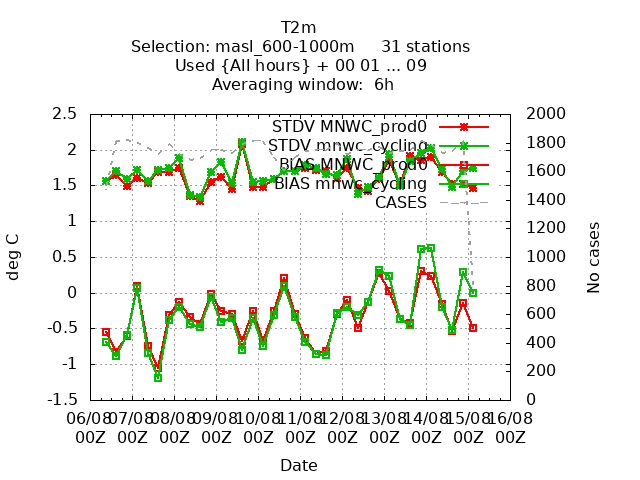 T2m
Selection: masl_600-1000m 31 stations
Used {All hours} + 00 01 ... 09
Averaging window: 6h
2.5
2
1.5
1
0.5
0
-0.5
-1
-1.5
deg C
STDV MNWC_prod0
STDV mnwc_cycling
BIAS MNWC_prod0
BIAS mnwc_cycling
CASES
2000
1800
1600
1400
1200
1000
800
600
400
200
0
No cases
06/08 07/08 08/08 09/08 10/08 11/08 12/08 13/08 14/08 15/08 16/08
00Z 00Z 00Z 00Z 00Z 00Z 00Z 00Z 00Z 00Z 00Z
Date